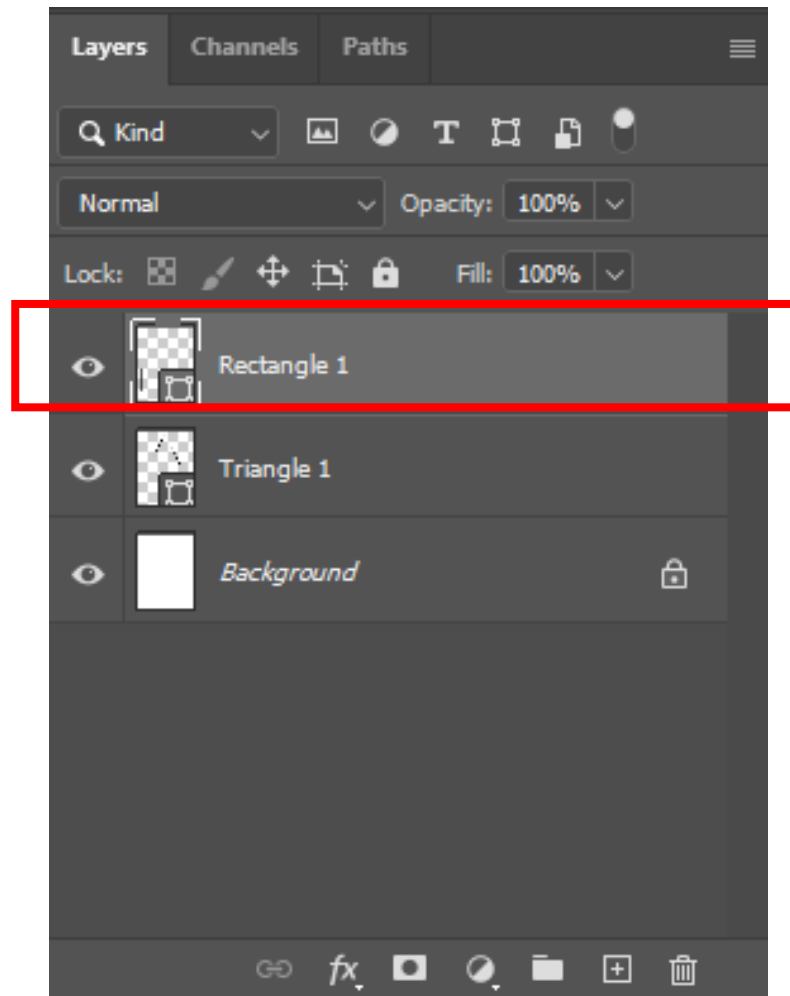 Layers Channels Paths
Kind
Normal Opacity: 100%
Lock: Fill: 100%
Rectangle 1
Triangle 1
Background
fx